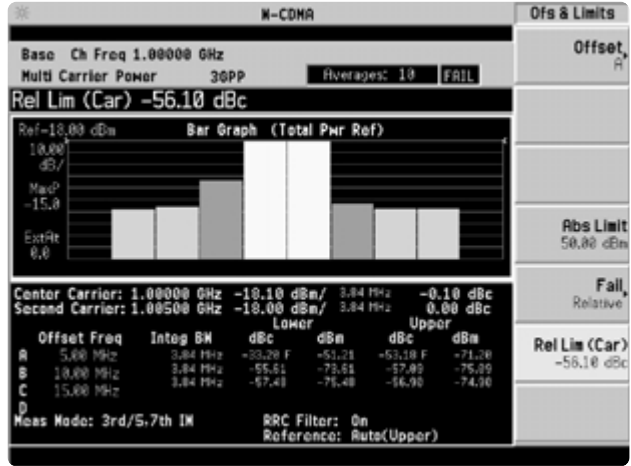 W-CDMA
Ofs & Limits
Base Ch Freq 1.00000 GHz
Multi Carrier Power 3GPP
Averages: 10 FAIL
Offset
A
Rel Lim (Car) -56.10 dBc
Ref-18.00 dBm
Bar Graph (Total Pwr Ref)
10.00
dB/
MaxP
-15.0
ExtAt
0.0
Abs Limit
50.00 dBm
Fail
Relative
Rel Lim (Car)
-56.10 dBc
Center Carrier: 1.00000 GHz -18.10 dBm/ 3.84 MHz -0.10 dBc
Second Carrier: 1.00500 GHz -18.00 dBm/ 3.84 MHz 0.00 dBc
Lower Upper
Offset Freq Integ BW dBc dBm dBc dBm
A 5.00 MHz 3.84 MHz -33.20 F -51.21 -53.18 F -71.20
B 10.00 MHz 3.84 MHz -55.61 -73.61 -57.09 -75.09
C 15.00 MHz 3.84 MHz -57.48 -75.48 -56.90 -74.90
D
Meas Mode: 3rd/5,7th IM
RRC Filter: On
Reference: Auto(Upper)